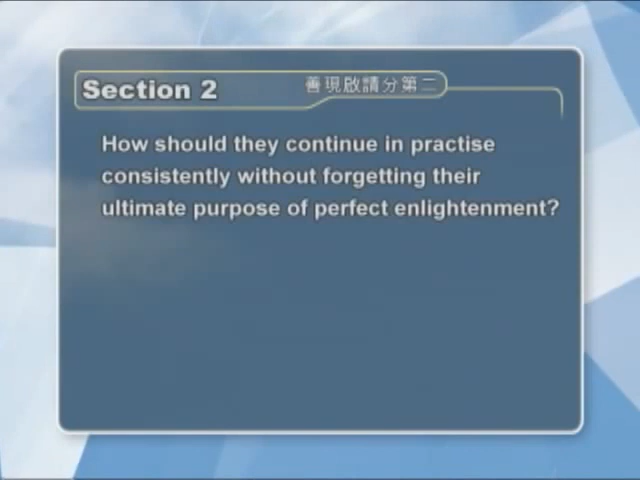 Section 2 善現啟請分第二
How should they continue in practise
consistently without forgetting their
ultimate purpose of perfect enlightenment?